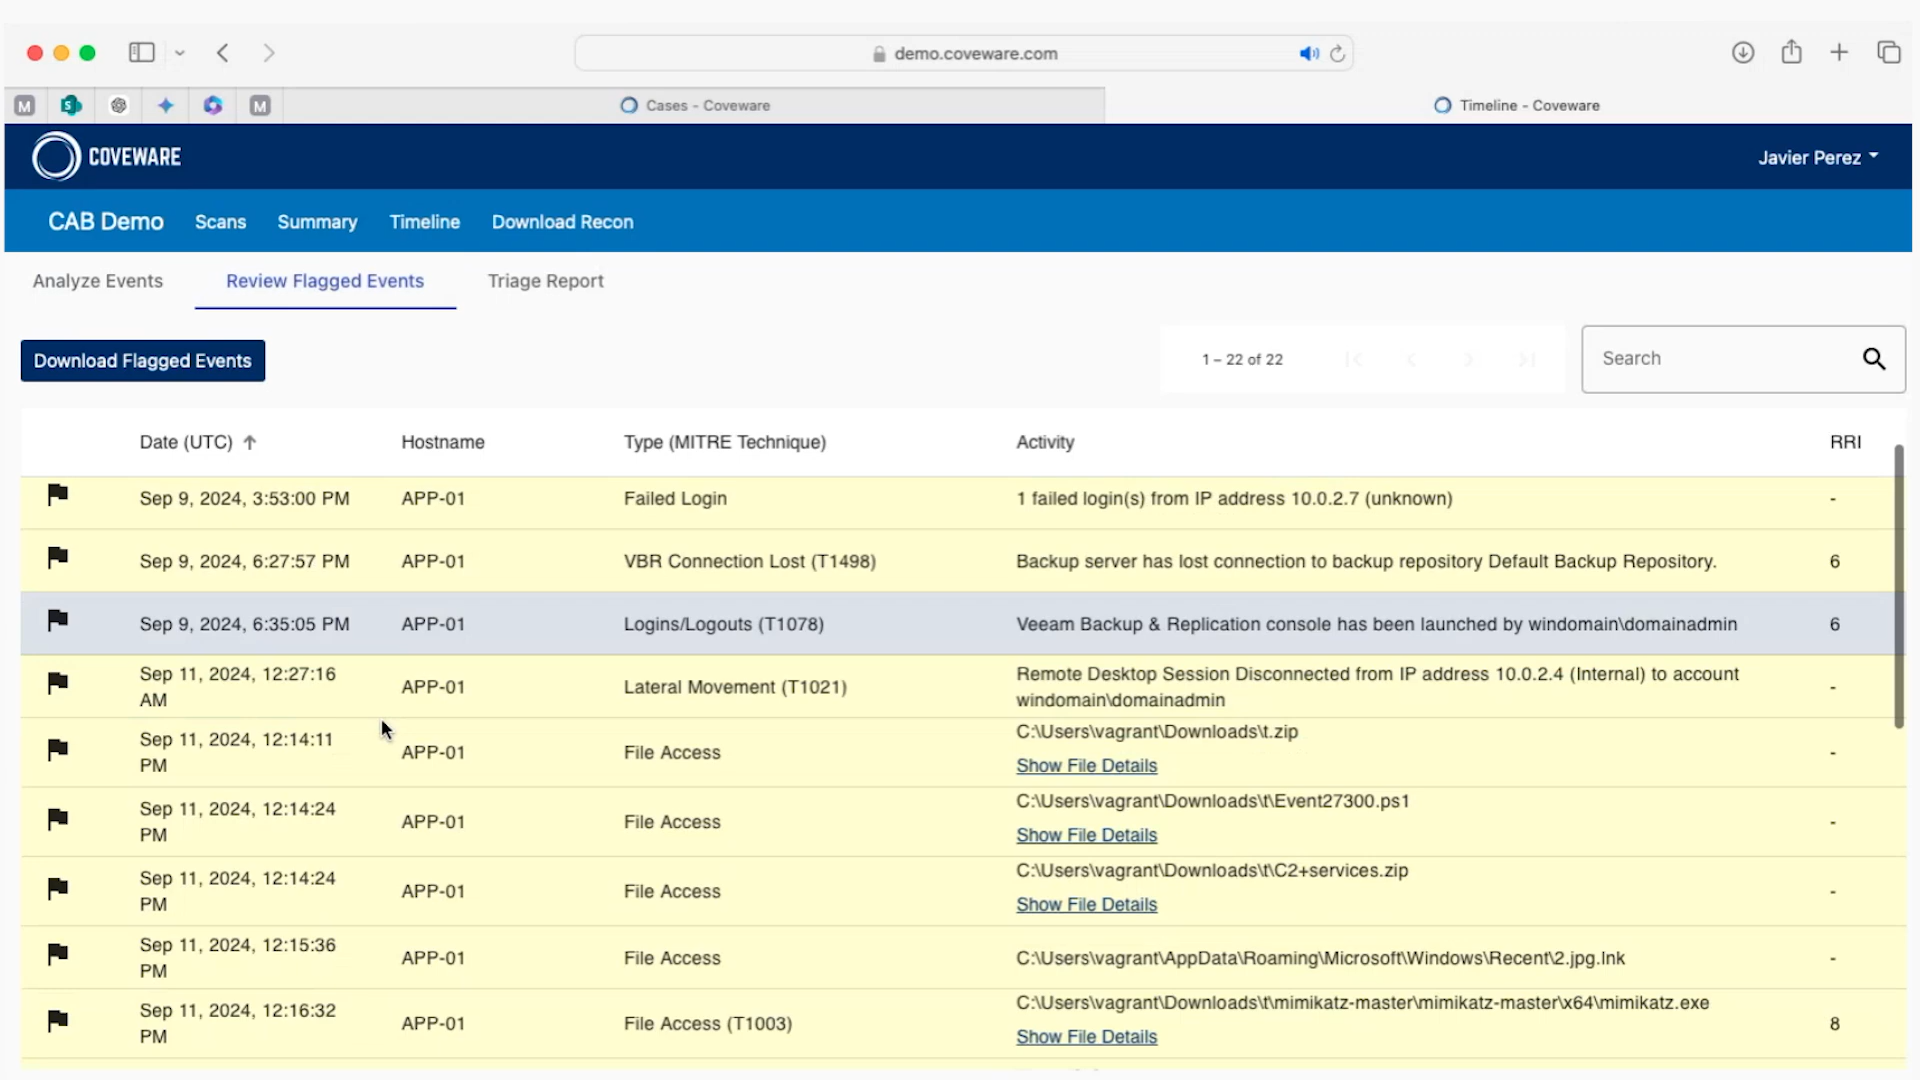 demo.coveware.com
M
S
M
Cases - Coveware
Timeline - Coveware
COVEWARE
Javier Perez
CAB Demo
Scans
Summary
Timeline
Download Recon
Analyze Events
Review Flagged Events
Triage Report
Download Flagged Events
1 – 22 of 22
Search
Date (UTC)
Hostname
Type (MITRE Technique)
Activity
RRI
Sep 9, 2024, 3:53:00 PM
APP-01
Failed Login
1 failed login(s) from IP address 10.0.2.7 (unknown)
-
Sep 9, 2024, 6:27:57 PM
APP-01
VBR Connection Lost (T1498)
Backup server has lost connection to backup repository Default Backup Repository.
6
Sep 9, 2024, 6:35:05 PM
APP-01
Logins/Logouts (T1078)
Veeam Backup & Replication console has been launched by windomain\domainadmin
6
Sep 11, 2024, 12:27:16
AM
APP-01
Lateral Movement (T1021)
Remote Desktop Session Disconnected from IP address 10.0.2.4 (Internal) to account
windomain\domainadmin
-
Sep 11, 2024, 12:14:11
PM
APP-01
File Access
C:\Users\vagrant\Downloads\t.zip
Show File Details
-
Sep 11, 2024, 12:14:24
PM
APP-01
File Access
C:\Users\vagrant\Downloads\t\Event27300.ps1
Show File Details
-
Sep 11, 2024, 12:14:24
PM
APP-01
File Access
C:\Users\vagrant\Downloads\t\C2+services.zip
Show File Details
-
Sep 11, 2024, 12:15:36
PM
APP-01
File Access
C:\Users\vagrant\AppData\Roaming\Microsoft\Windows\Recent\2.jpg.lnk
-
Sep 11, 2024, 12:16:32
PM
APP-01
File Access (T1003)
C:\Users\vagrant\Downloads\t\mimikatz-master\mimikatz-master\x64\mimikatz.exe
Show File Details
8